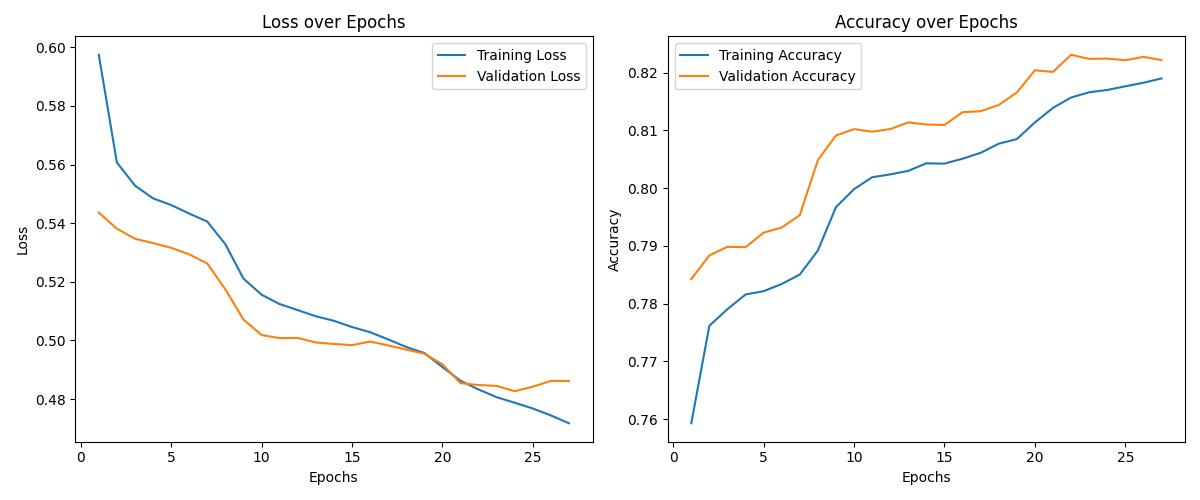 Loss over Epochs
Training Loss
Validation Loss
0.60
0.58
0.56
0.54
0.52
0.50
0.48
Loss
0 5 10 15 20 25
Epochs
Accuracy over Epochs
Training Accuracy
Validation Accuracy
0.82
0.81
0.80
0.79
0.78
0.77
0.76
Accuracy
0 5 10 15 20 25
Epochs